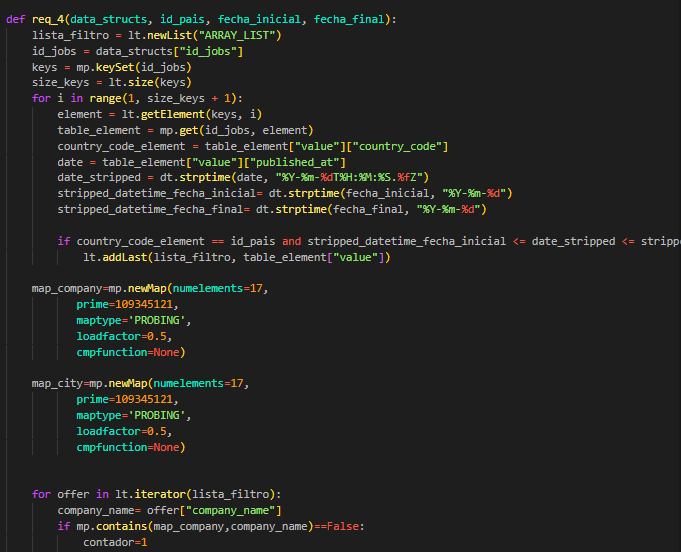 def req_4(data_structs, id_pais, fecha_inicial, fecha_final):
    lista_filtro = lt.newList("ARRAY_LIST")
    id_jobs = data_structs["id_jobs"]
    keys = mp.keySet(id_jobs)
    size_keys = lt.size(keys)
    for i in range(1, size_keys + 1):
        element = lt.getElement(keys, i)
        table_element = mp.get(id_jobs, element)
        country_code_element = table_element["value"]["country_code"]
        date = table_element["value"]["published_at"]
        date_stripped = dt.strptime(date, "%Y-%m-%dT%H:%M:%S.%fZ")
        stripped_datetime_fecha_inicial= dt.strptime(fecha_inicial, "%Y-%m-%d")
        stripped_datetime_fecha_final= dt.strptime(fecha_final, "%Y-%m-%d")
        if country_code_element == id_pais and stripped_datetime_fecha_inicial <= date_stripped <= stripp
            lt.addLast(lista_filtro, table_element["value"])
    map_company=mp.newMap(numelements=17,
           prime=109345121,
           maptype='PROBING',
           loadfactor=0.5,
           cmpfunction=None)
    map_city=mp.newMap(numelements=17,
           prime=109345121,
           maptype='PROBING',
           loadfactor=0.5,
           cmpfunction=None)
    for offer in lt.iterator(lista_filtro):
        company_name= offer["company_name"]
        if mp.contains(map_company,company_name)==False:
            contador=1